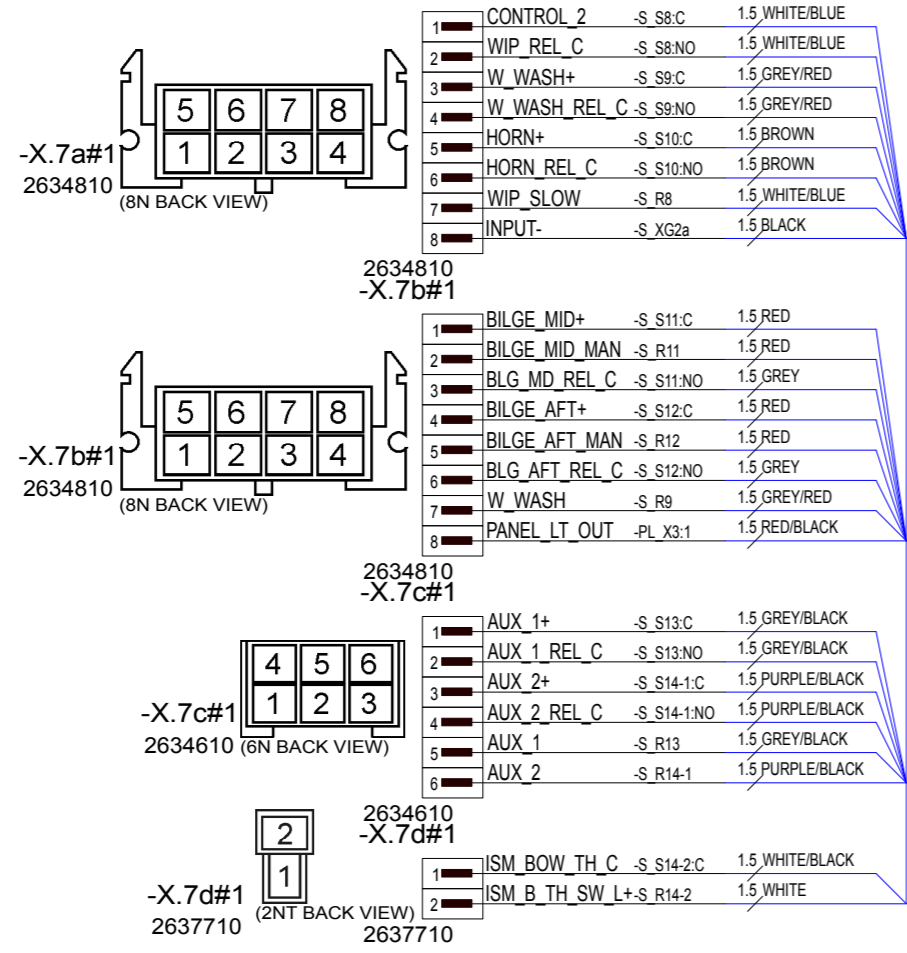 1 CONTROL_2 -S_S8:C 1.5 WHITE/BLUE
2 WIP_REL_C -S_S8:NO 1.5 WHITE/BLUE
3 W_WASH+ -S_S9:C 1.5 GREY/RED
4 W_WASH_REL_C -S_S9:NO 1.5 GREY/RED
5 HORN+ -S_S10:C 1.5 BROWN
6 HORN_REL_C -S_S10:NO 1.5 BROWN
7 WIP_SLOW -S_R8 1.5 WHITE/BLUE
8 INPUT- -S_XG2a 1.5 BLACK
5 6 7 8
1 2 3 4
-X.7a#1
2634810
(8N BACK VIEW)
2634810
-X.7b#1
1 BILGE_MID+ -S_S11:C 1.5 RED
2 BILGE_MID_MAN -S_R11 1.5 RED
3 BLG_MD_REL_C -S_S11:NO 1.5 GREY
4 BILGE_AFT+ -S_S12:C 1.5 RED
5 BILGE_AFT_MAN -S_R12 1.5 RED
6 BLG_AFT_REL_C -S_S12:NO 1.5 GREY
7 W_WASH -S_R9 1.5 GREY/RED
8 PANEL_LT_OUT -PL_X3:1 1.5 RED/BLACK
5 6 7 8
1 2 3 4
-X.7b#1
2634810
(8N BACK VIEW)
2634810
-X.7c#1
1 AUX_1+ -S_S13:C 1.5 GREY/BLACK
2 AUX_1_REL_C -S_S13:NO 1.5 GREY/BLACK
3 AUX_2+ -S_S14-1:C 1.5 PURPLE/BLACK
4 AUX_2_REL_C -S_S14-1:NO 1.5 PURPLE/BLACK
5 AUX_1 -S_R13 1.5 GREY/BLACK
6 AUX_2 -S_R14-1 1.5 PURPLE/BLACK
4 5 6
1 2 3
-X.7c#1
2634610 (6N BACK VIEW)
2634610
-X.7d#1
1 ISM_BOW_TH_C -S_S14-2:C 1.5 WHITE/BLACK
2 ISM_B_TH_SW_L+ -S_R14-2 1.5 WHITE
2
1
-X.7d#1
2637710
(2NT BACK VIEW)
2637710